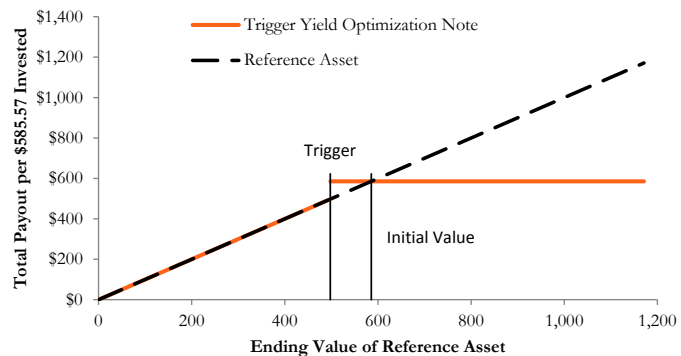 Total Payout per $585.57 Invested
$1,400
$1,200
$1,000
$800
$600
$400
$200
$0
Trigger Yield Optimization Note
Reference Asset
Trigger
Initial Value
0
200
400
600
800
1,000
1,200
Ending Value of Reference Asset